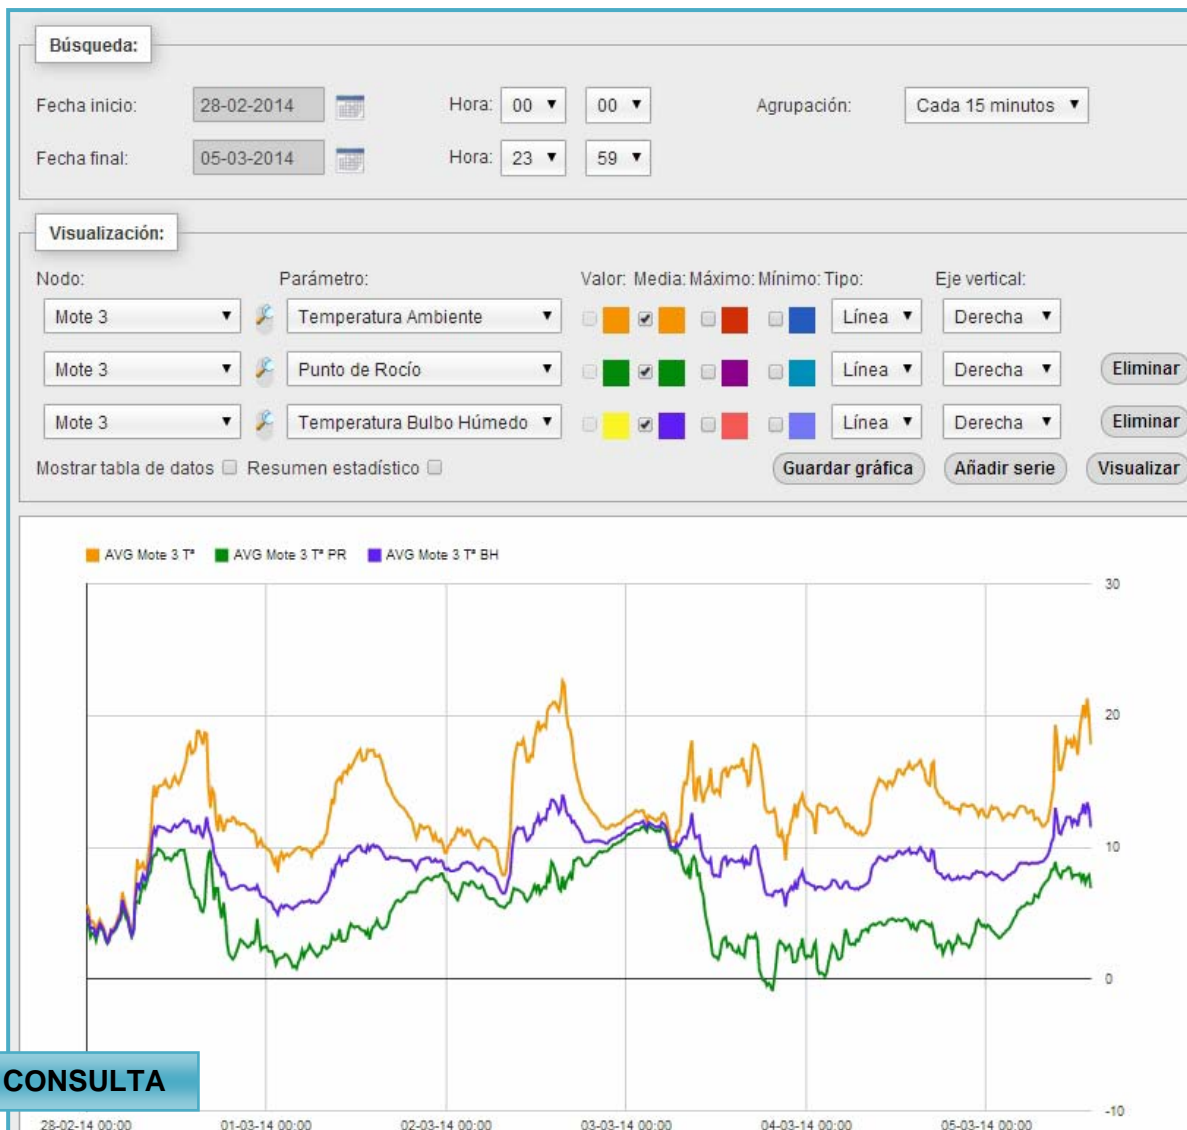 Búsqueda:
Fecha inicio: 28-02-2014 Hora: 00 00 Agrupación: Cada 15 minutos
Fecha final: 05-03-2014 Hora: 23 59
Visualización:
Nodo: Parámetro: Valor: Media: Máximo: Mínimo: Tipo: Eje vertical:
Mote 3 Temperatura Ambiente Línea Derecha
Mote 3 Punto de Rocío Línea Derecha Eliminar
Mote 3 Temperatura Bulbo Húmedo Línea Derecha Eliminar
Mostrar tabla de datos Resumen estadístico Guardar gráfica Añadir serie Visualizar
AVG Mote 3 Tª AVG Mote 3 Tª PR AVG Mote 3 Tª BH
30
20
10
0
-10
CONSULTA
28-02-14 00:00 01-03-14 00:00 02-03-14 00:00 03-03-14 00:00 04-03-14 00:00 05-03-14 00:00